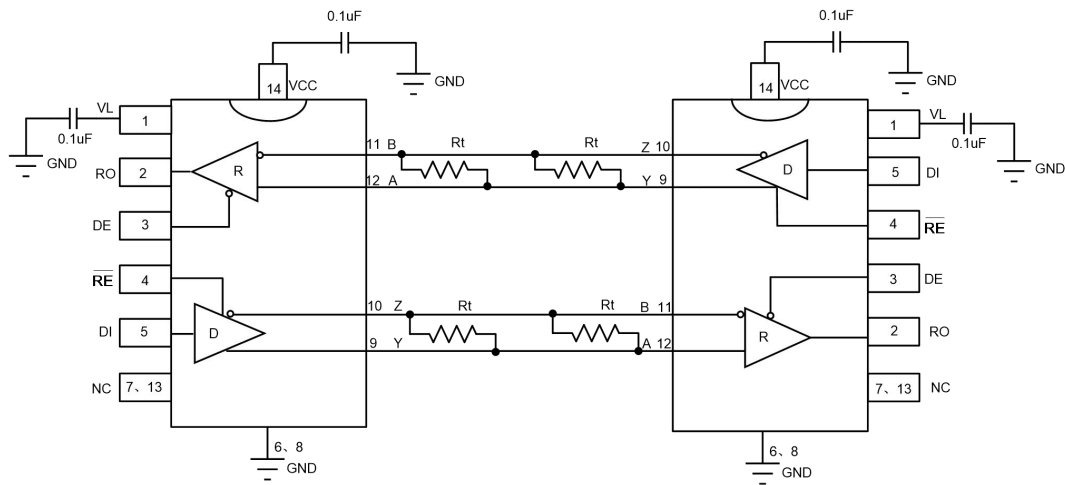 0.1uF
GND
14
VCC
VL
1
0.1uF
GND
RO
2
R
DE
3
RE
4
DI
5
D
NC
7、13
6、8
GND
11 B
Rt
Rt
Z 10
12 A
Y 9
10 Z
Rt
Rt
B 11
9 Y
A 12
0.1uF
GND
14
VCC
1
VL
0.1uF
GND
D
5
DI
4
RE
3
DE
R
2
RO
7、13
NC
6、8
GND